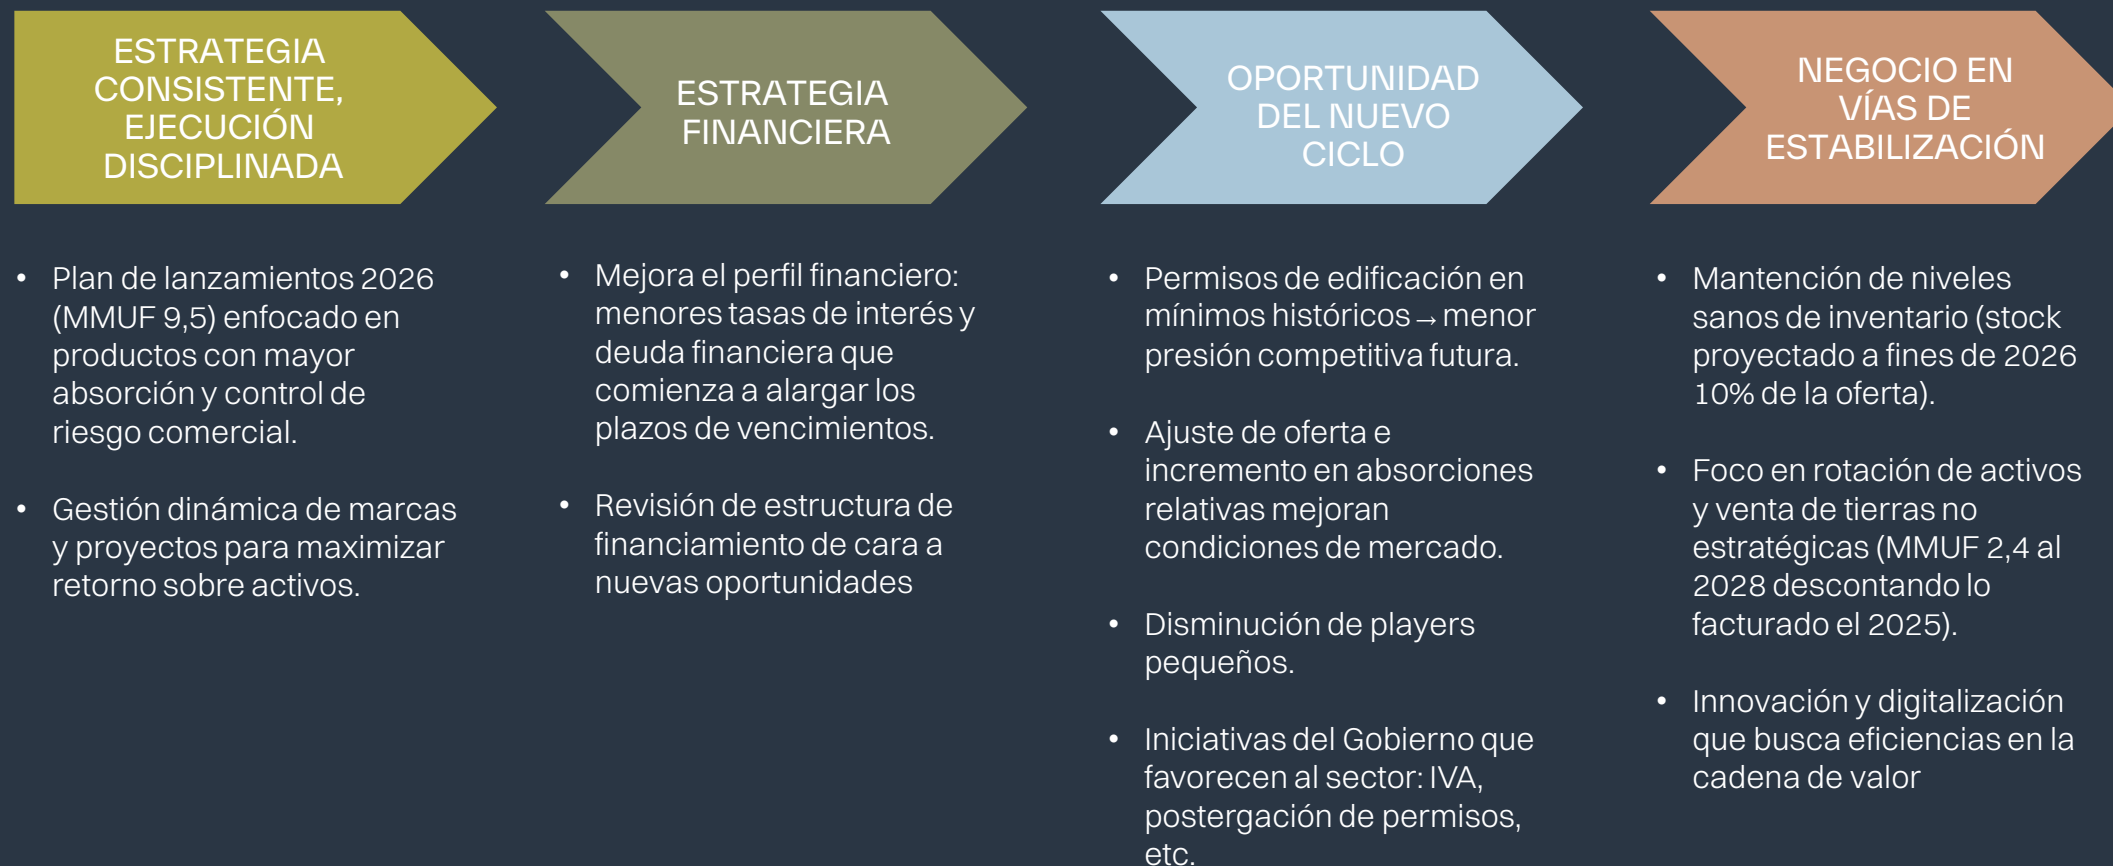 ESTRATEGIA
CONSISTENTE,
EJECUCIÓN
DISCIPLINADA
• Plan de lanzamientos 2026
(MMUF 9,5) enfocado en
productos con mayor
absorción y control de
riesgo comercial.
• Gestión dinámica de marcas
y proyectos para maximizar
retorno sobre activos.
ESTRATEGIA
FINANCIERA
• Mejora el perfil financiero:
menores tasas de interés y
deuda financiera que
comienza a alargar los
plazos de vencimientos.
• Revisión de estructura de
financiamiento de cara a
nuevas oportunidades
OPORTUNIDAD
DEL NUEVO
CICLO
• Permisos de edificación en
mínimos históricos→menor
presión competitiva futura.
• Ajuste de oferta e
incremento en absorciones
relativas mejoran
condiciones de mercado.
• Disminución de players
pequeños.
• Iniciativas del Gobierno que
favorecen al sector: IVA,
postergación de permisos,
etc.
NEGOCIO EN
VÍAS DE
ESTABILIZACIÓN
• Mantención de niveles
sanos de inventario (stock
proyectado a fines de 2026
10% de la oferta).
• Foco en rotación de activos
y venta de tierras no
estratégicas (MMUF 2,4 al
2028 descontando lo
facturado el 2025).
• Innovación y digitalización
que busca eficiencias en la
cadena de valor